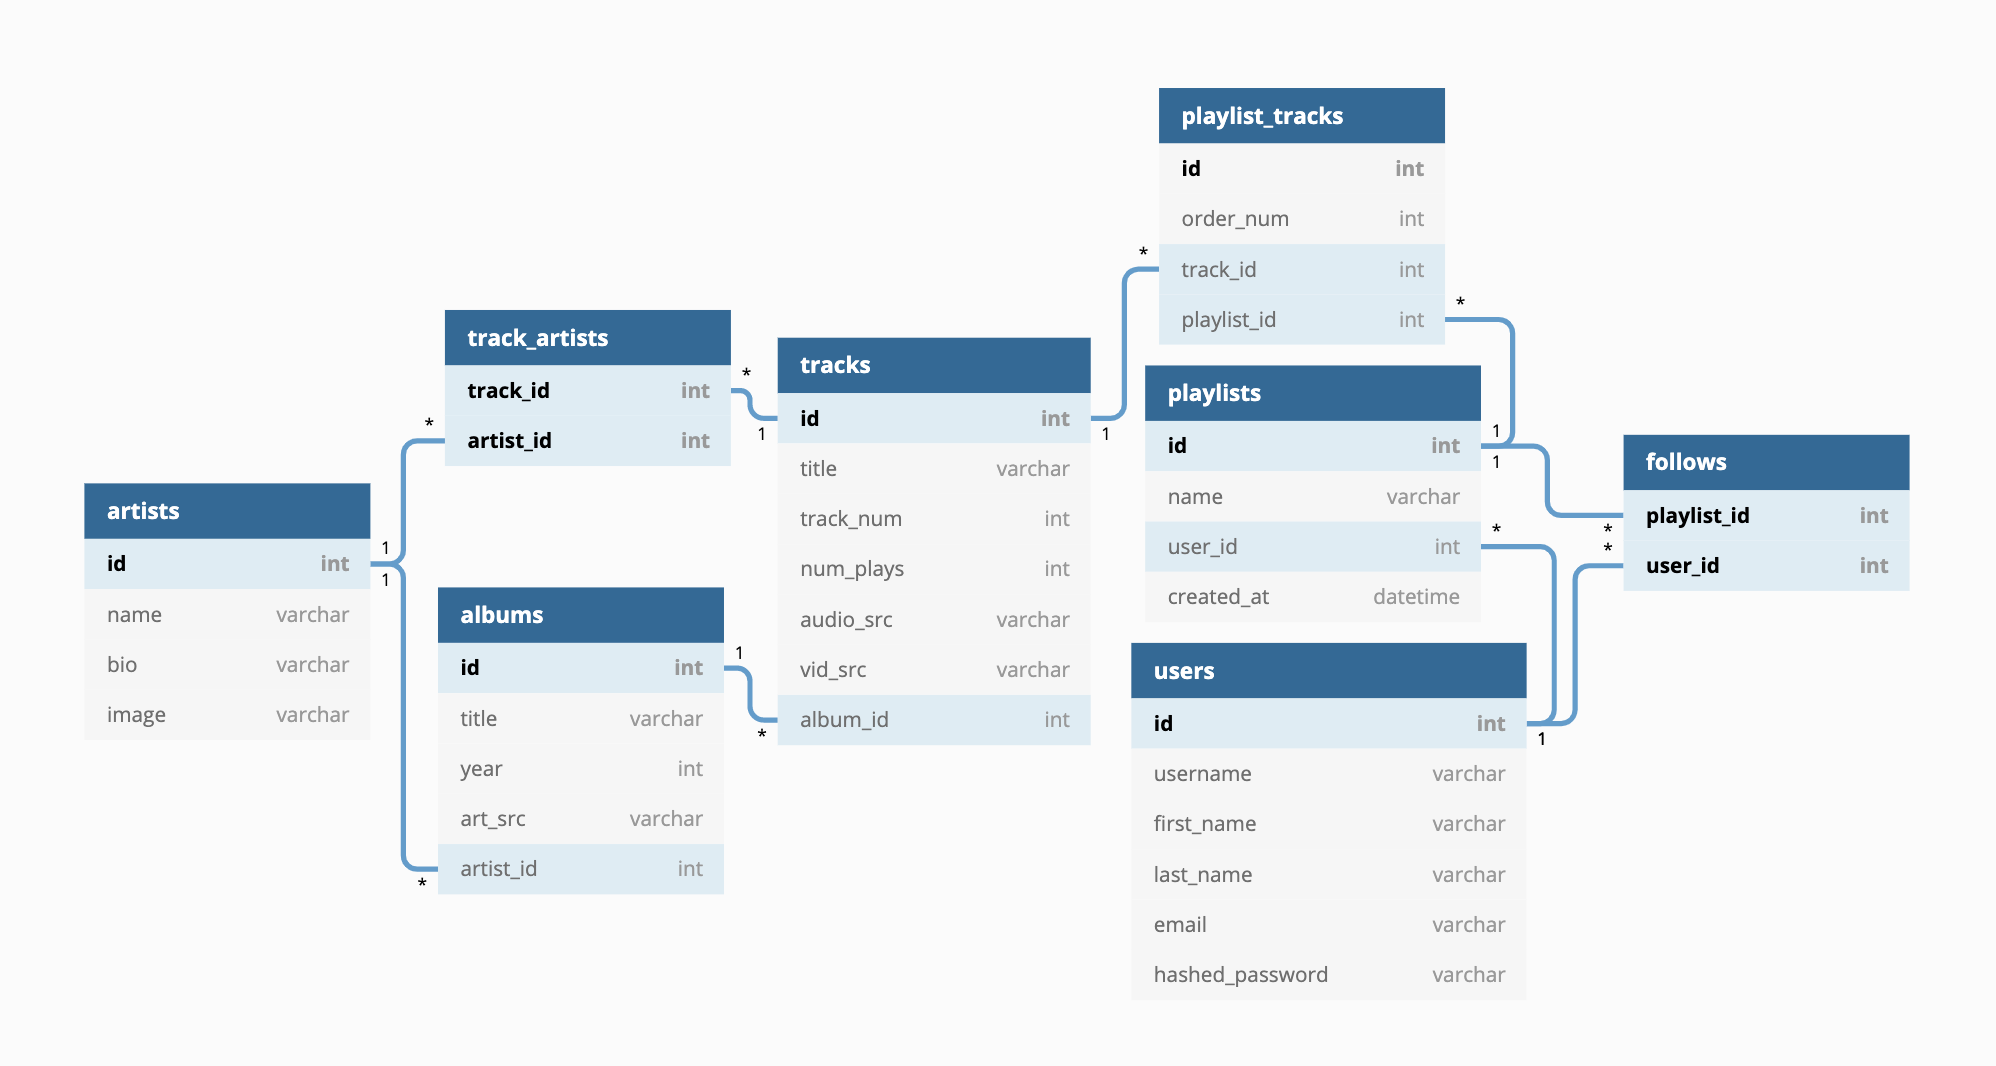 playlist_tracks
id int
order_num int
*
track_id int
*
playlist_id int
track_artists
*
track_id int
*
artist_id int
tracks
1
id int
1
title varchar
track_num int
num_plays int
audio_src varchar
vid_src varchar
album_id int
*
playlists
1
id int
1
name varchar
*
user_id int
created_at datetime
follows
playlist_id int
*
*
user_id int
artists
1
id int
1
name varchar
bio varchar
image varchar
albums
1
id int
title varchar
year int
art_src varchar
artist_id int
*
users
id int
1
username varchar
first_name varchar
last_name varchar
email varchar
hashed_password varchar